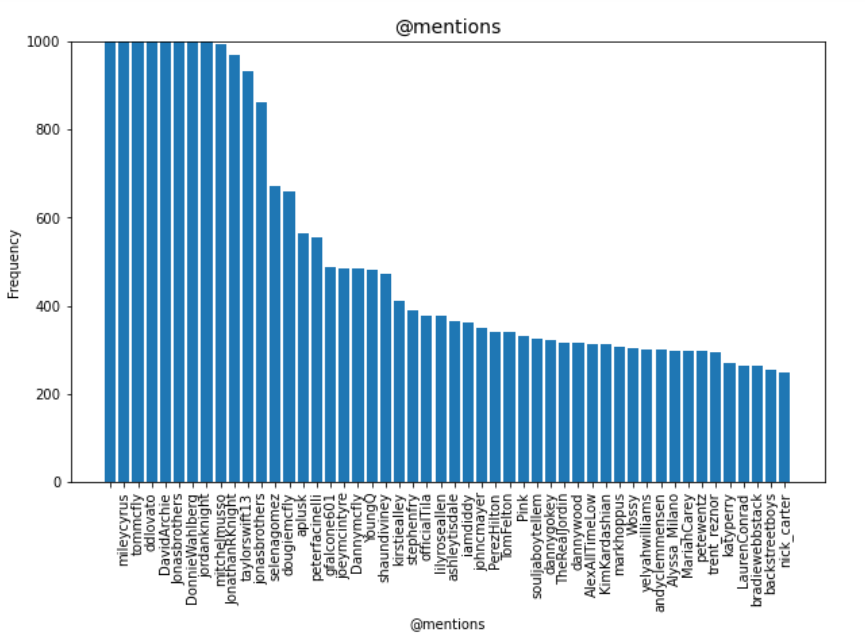 @mentions
1000
800
600
400
200
0
Frequency
mileycyrus
tommcfly
ddlovato
DavidArchie
Jonasbrothers
DonnieWahlberg
jordanknight
mitchelmusso
JonathanRKnight
taylorswift13
jonasbrothers
selenagomez
dougiemcfly
aplusk
peterfacinelli
gfalcone601
joeymcintyre
Dannymcfly
YoungQ
shaundiviney
kirstiealley
stephenfry
officialTila
lilyroseallen
ashleytisdale
iamdiddy
johncmayer
PerezHilton
TomFelton
Pink
souljaboytellem
dannygokey
TheRealJordin
dannywood
AlexAllTimeLow
KimKardashian
markhoppus
Wossy
yelyahwilliams
andyclemmensen
Alyssa_Milano
MariahCarey
petewentz
trent_reznor
katyperry
LaurenConrad
bradiewebbstack
backstreetboys
nick_carter
@mentions